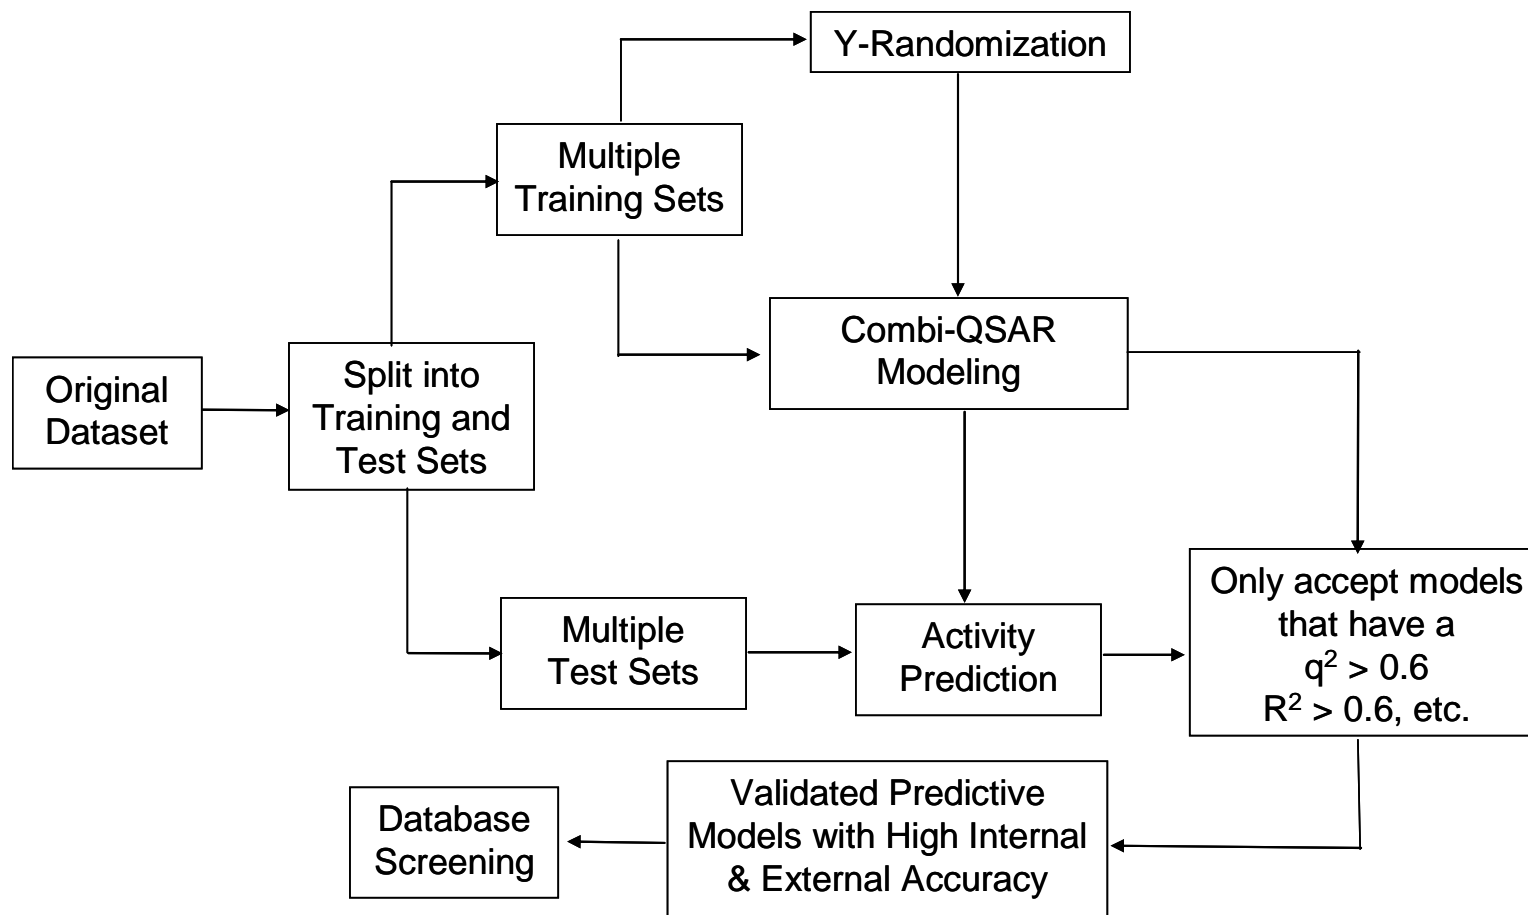 Y-Randomization
Multiple
Training Sets
Combi-QSAR
Modeling
Original
Dataset
Split into
Training and
Test Sets
Multiple
Test Sets
Activity
Prediction
Only accept models
that have a
q² > 0.6
R² > 0.6, etc.
Validated Predictive
Models with High Internal
& External Accuracy
Database
Screening